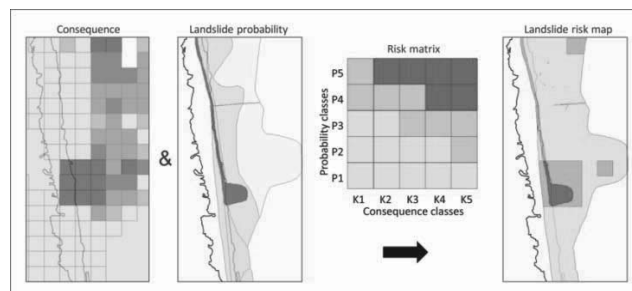 Consequence
Landslide probability
Risk matrix
Landslide risk map
&
Probability classes
P5
P4
P3
P2
P1
K1 K2 K3 K4 K5
Consequence classes